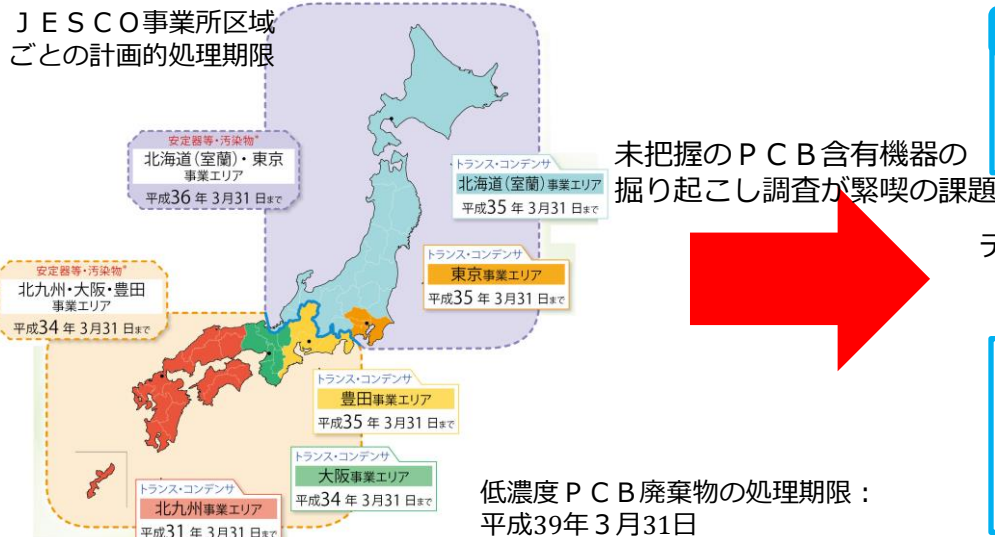 ＪＥＳＣＯ事業所区域
ごとの計画的処理期限
安定器等・汚染物*
北海道（室蘭）・東京
事業エリア
平成36 年 3月31 日まで
トランス・コンデンサ
北海道（室蘭）事業エリア
平成35 年 3月31 日まで
トランス・コンデンサ
東京事業エリア
平成35 年 3月31 日まで
安定器等・汚染物*
北九州・大阪・豊田
事業エリア
平成34 年 3月31 日まで
トランス・コンデンサ
豊田事業エリア
平成35 年 3月31 日まで
トランス・コンデンサ
大阪事業エリア
平成34 年 3月31 日まで
トランス・コンデンサ
北九州事業エリア
平成31 年 3月31 日まで
未把握のＰＣＢ含有機器の
掘り起こし調査が緊喫の課題
低濃度ＰＣＢ廃棄物の処理期限：
平成39年３月31日